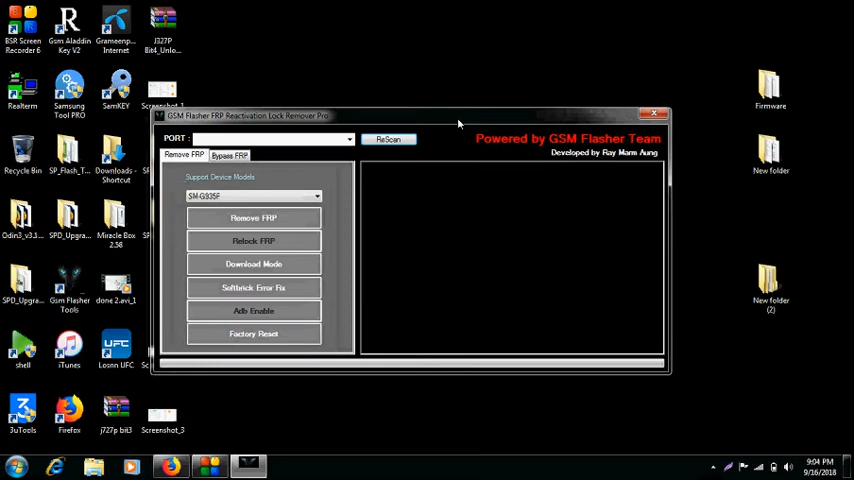 BSR Screen
Recorder 6
Gsm Aladdin
Key V2
Grameenp...
Internet
J327P
Bit4_Unlo...
Realterm
Samsung
Tool PRO
SamKEY
Screenshot_1
Firmware
GSM Flasher FRP Reactivation Lock Remover Pro
PORT :
ReScan
Powered by GSM Flasher Team
Developed by Ray Marm Aung
Remove FRP
Bypass FRP
Support Device Models
SM-G935F
Remove FRP
Relock FRP
Download Mode
Softbrick Error Fix
Adb Enable
Factory Reset
Recycle Bin
SP_Flash_T...
Downloads -
Shortcut
New folder
Odin3_v3.1...
SPD_Upgra...
Miracle Box
2.58
SPD_Upgra...
Gsm Flasher
Tools
done 2.avi_1
New folder
(2)
shell
iTunes
Losnn UFC
3uTools
Firefox
j727p bit3
Screenshot_3
9:04 PM
9/16/2018